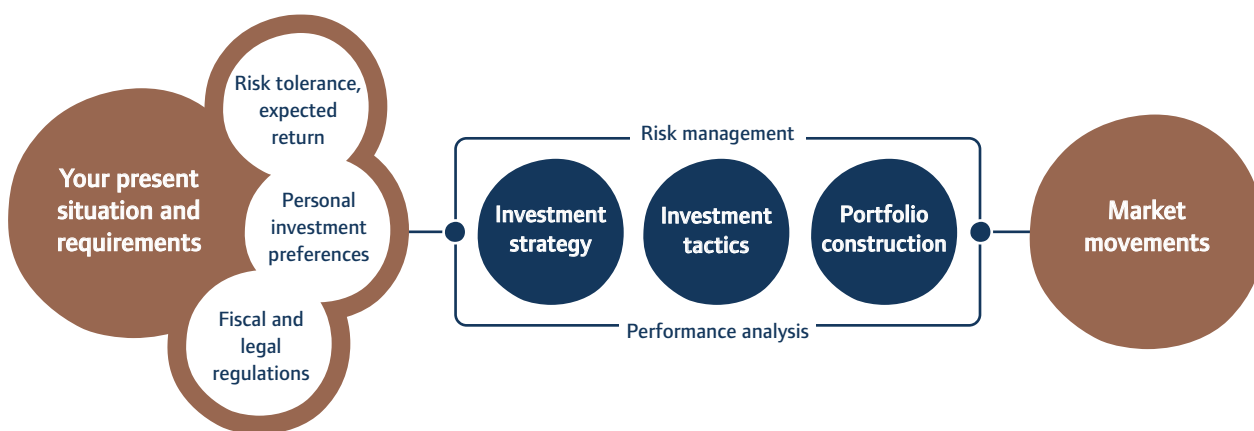 Risk tolerance,
expected
return
Your present
situation and
requirements
Personal
investment
preferences
Fiscal and
legal
regulations
Risk management
Investment
strategy
Investment
tactics
Portfolio
construction
Performance analysis
Market
movements